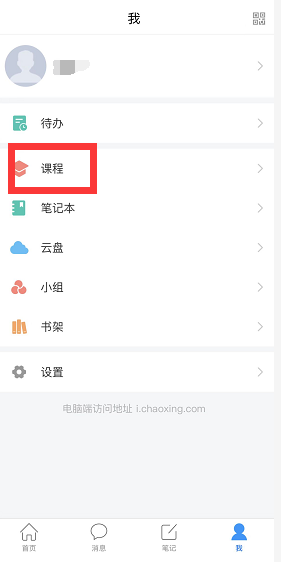 我
待办
课程
笔记本
云盘
小组
书架
设置
电脑端访问地址 i.chaoxing.com
首页 消息 笔记 我